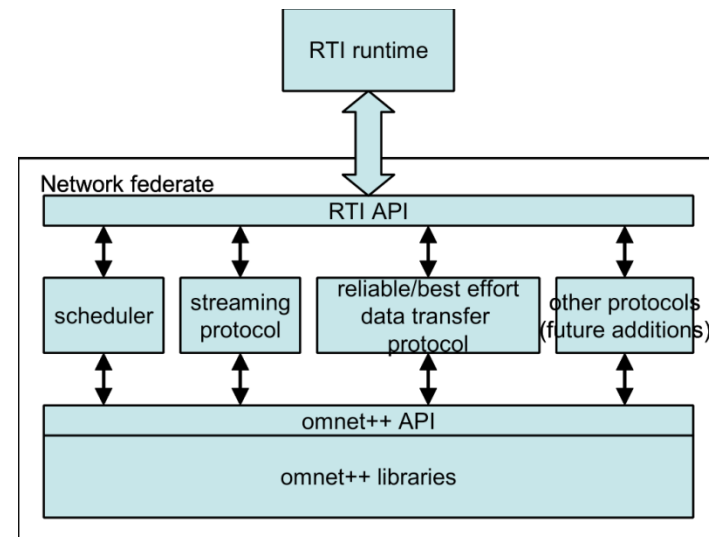 RTI runtime
Network federate
RTI API
scheduler
streaming
protocol
reliable/best effort
data transfer
protocol
other protocols
(future additions)
omnet++ API
omnet++ libraries